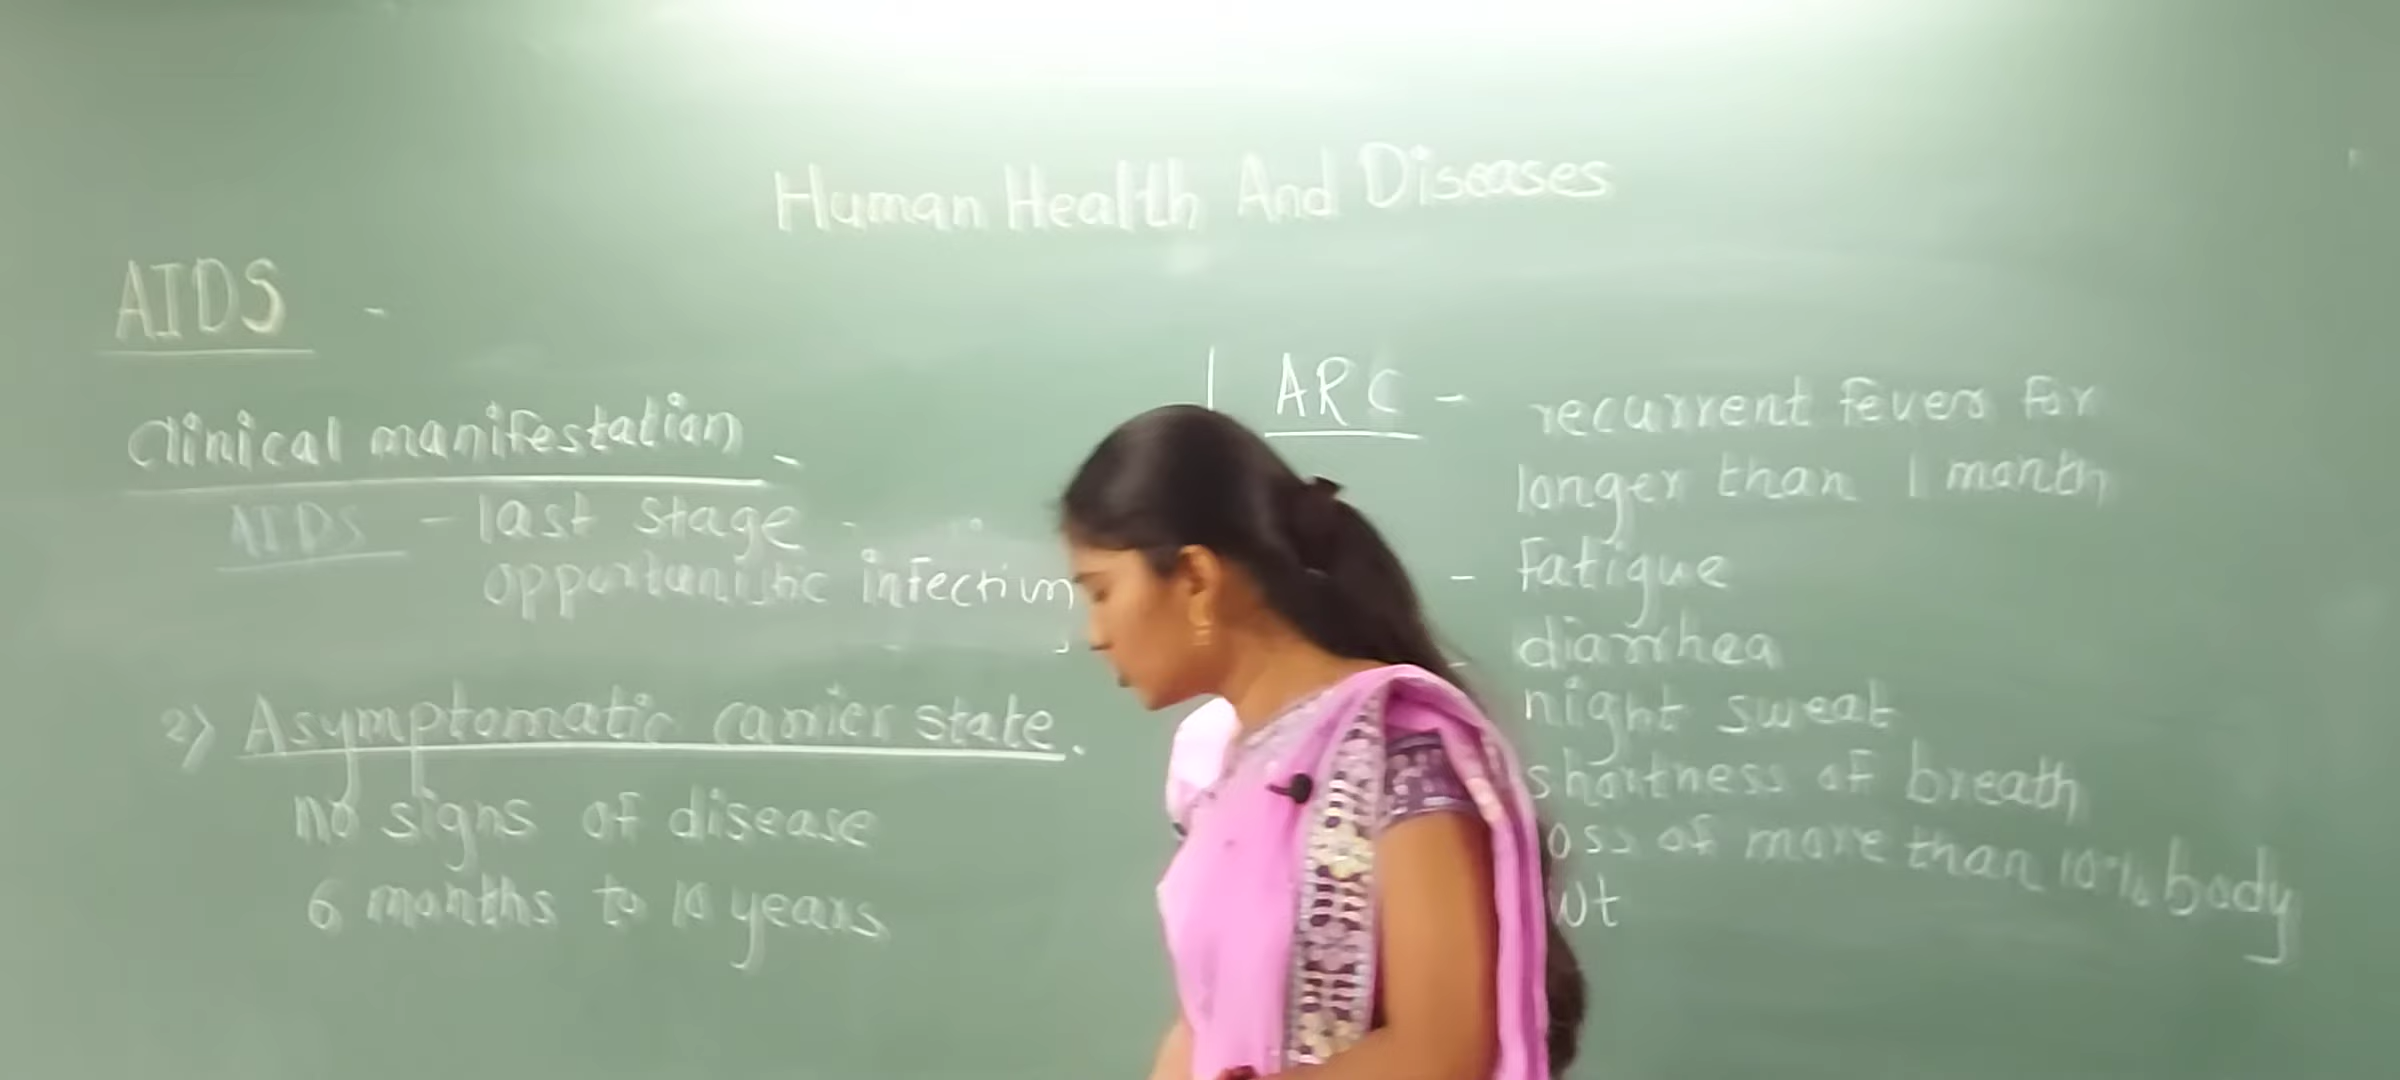 Human Health And Diseases
AIDS -
Clinical manifestation -
AIDS - last stage
opportunistic infection
2) Asymptomatic carrier state.
no signs of disease
6 months to 10 years
ARC - recurrent fever for
longer than 1 month
- Fatigue
- diarrhea
night sweat
shortness of breath
oss of more than 10% body
wt